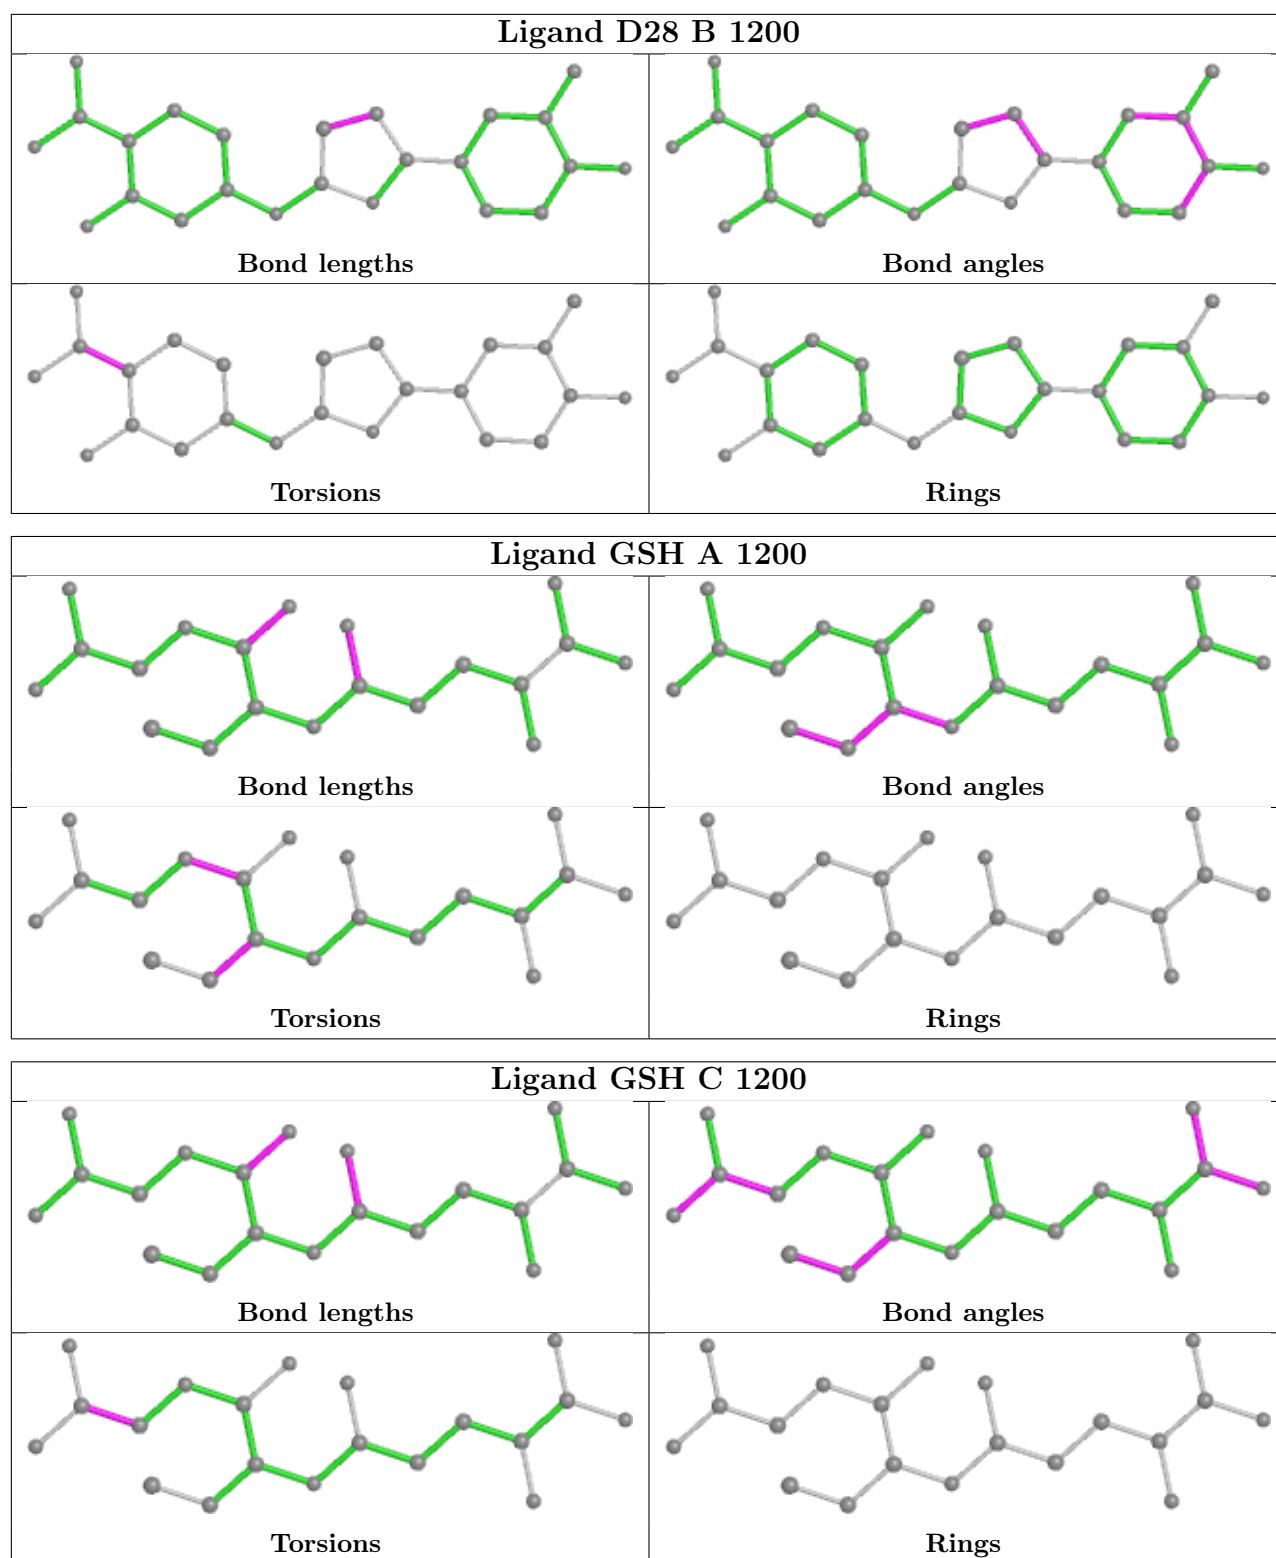 Ligand D28 B 1200
Bond lengths
Bond angles
Torsions
Rings
Ligand GSH A 1200
Bond lengths
Bond angles
Torsions
Rings
Ligand GSH C 1200
Bond lengths
Bond angles
Torsions
Rings